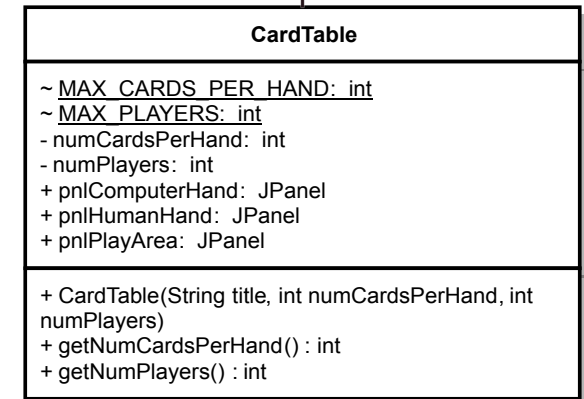 CardTable
~ MAX_CARDS_PER_HAND: int
~ MAX_PLAYERS: int
- numCardsPerHand: int
- numPlayers: int
+ pnlComputerHand: JPanel
+ pnlHumanHand: JPanel
+ pnlPlayArea: JPanel
+ CardTable(String title, int numCardsPerHand, int
numPlayers)
+ getNumCardsPerHand() : int
+ getNumPlayers() : int